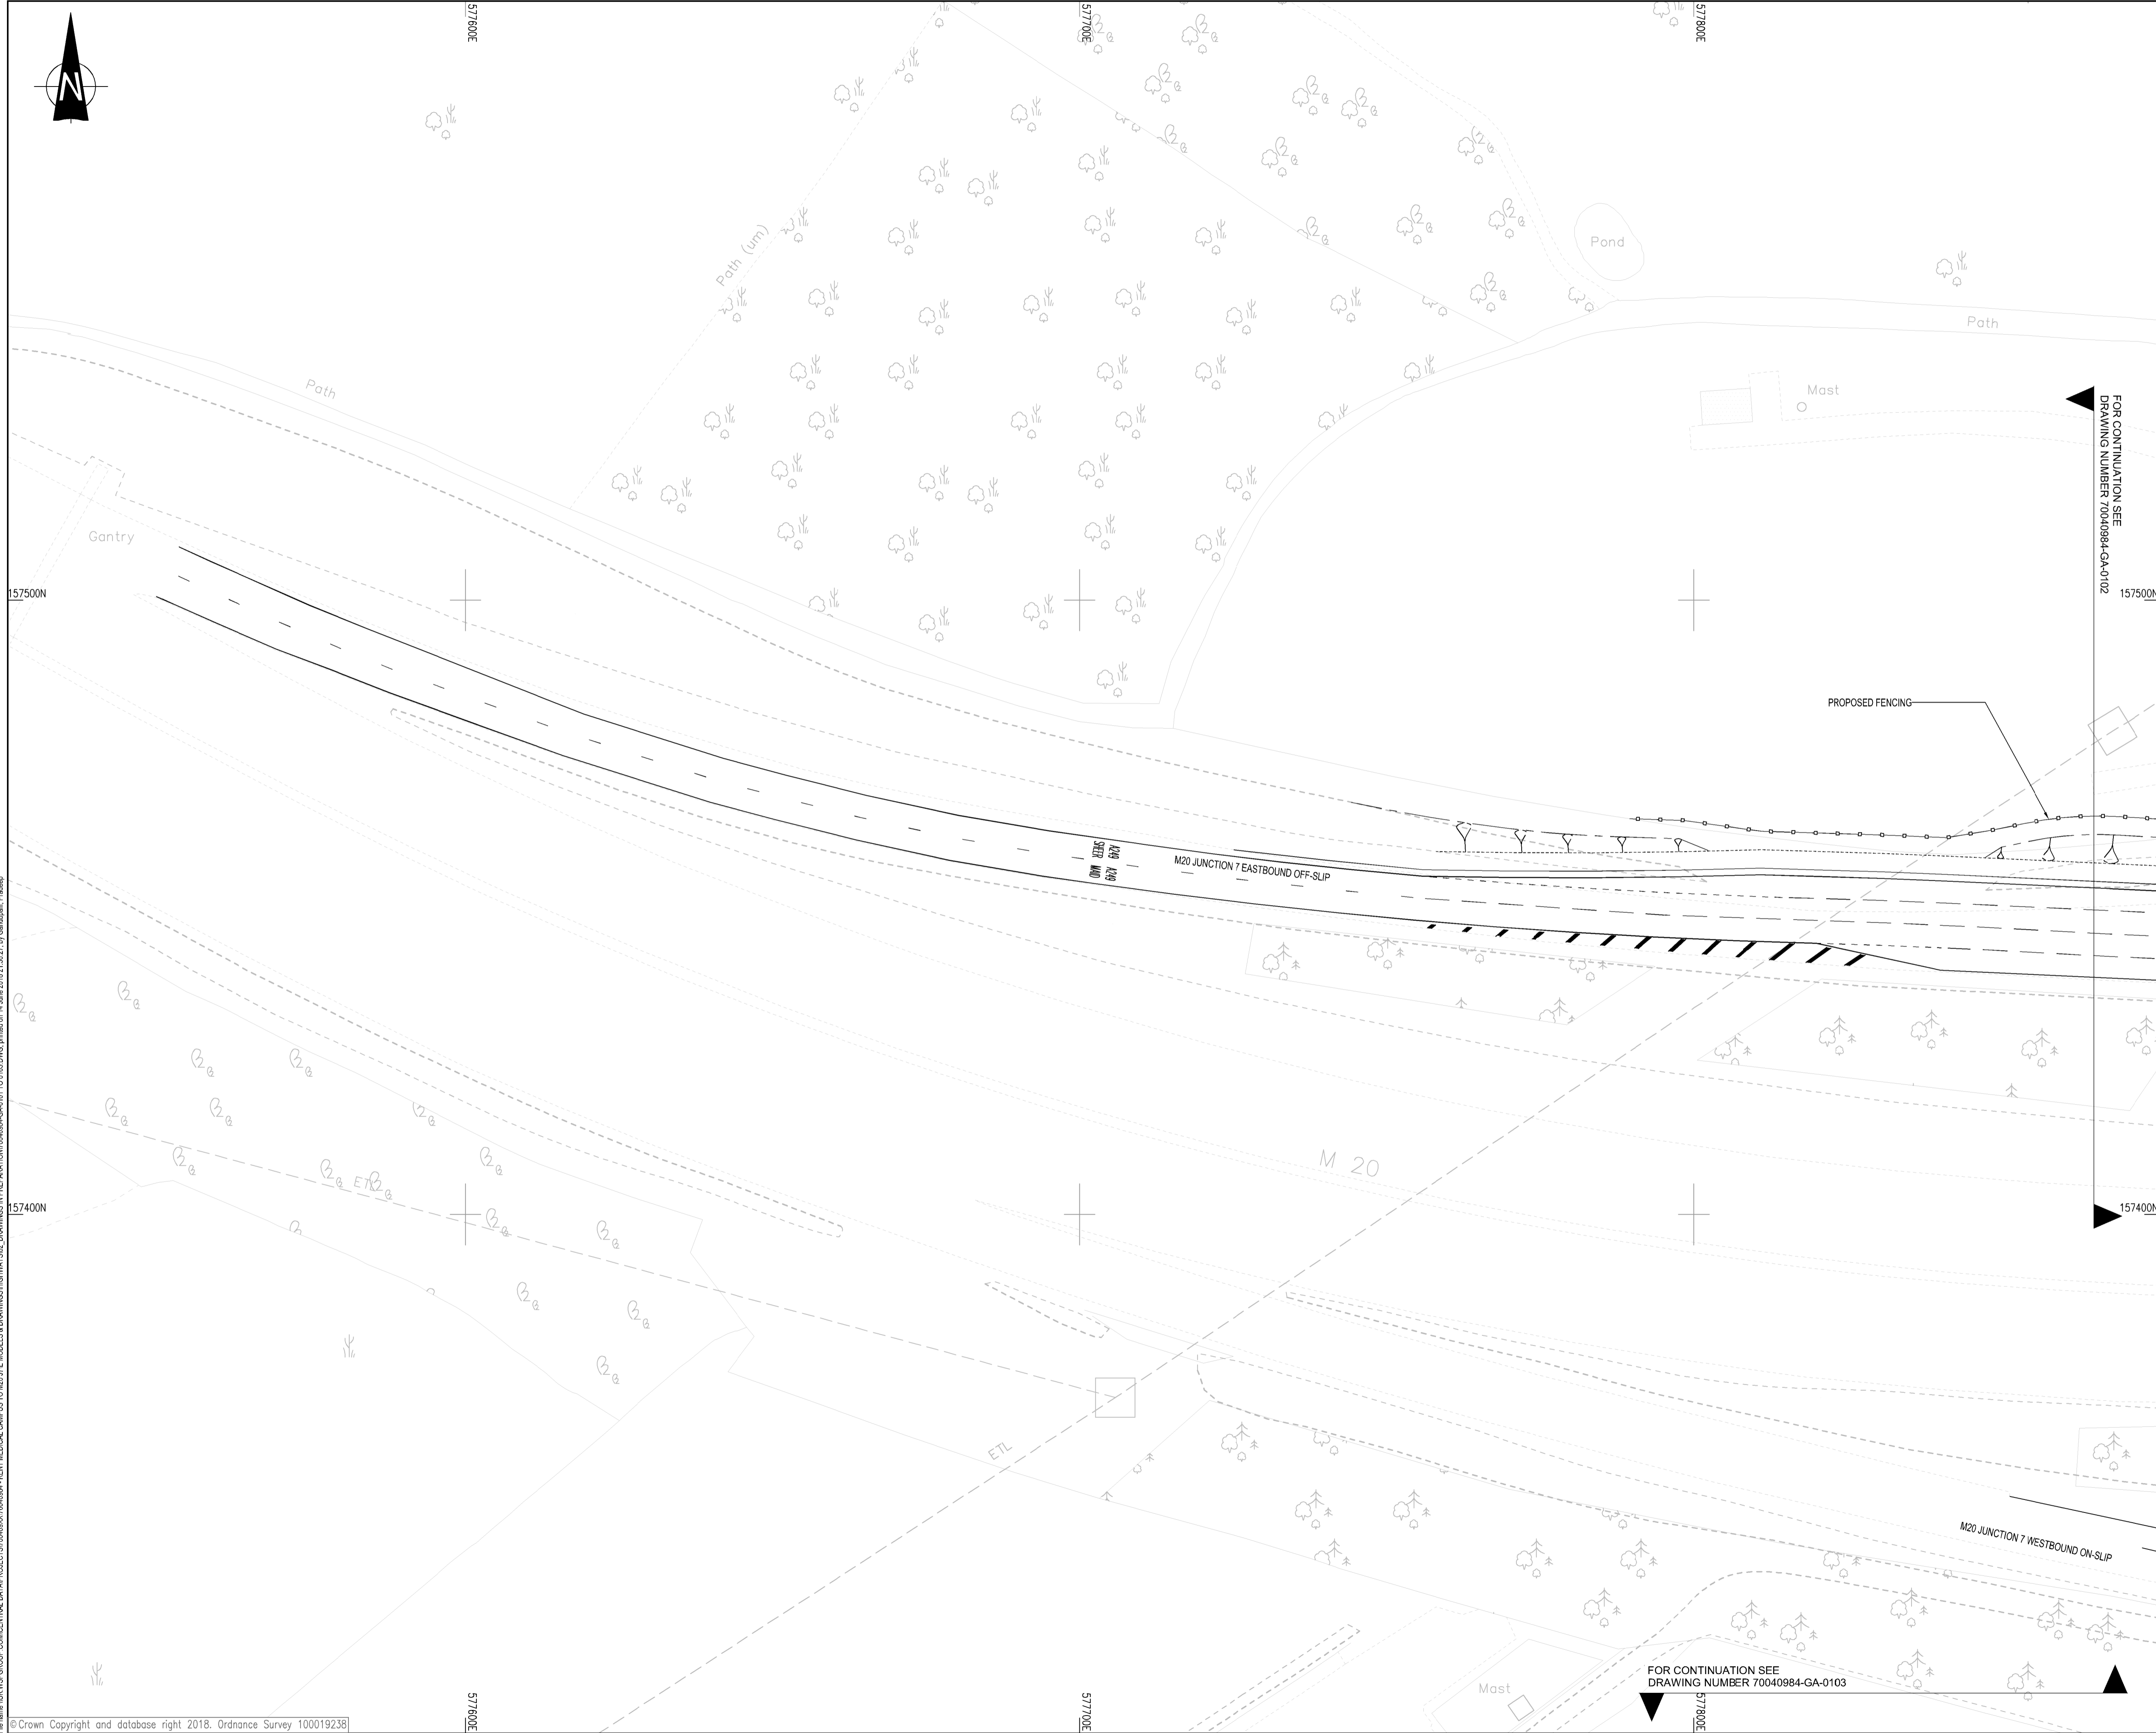 577600E
577700E
577800E
N
Path (um)
Pond
Path
Path
Mast
FOR CONTINUATION SEE
DRAWING NUMBER 70040984-GA-0102
Gantry
157500N
157500N
PROPOSED FENCING
A249 A249
SHEER MAID
M20 JUNCTION 7 EASTBOUND OFF-SLIP
M 20
ETL
157400N
157400N
ETL
M20 JUNCTION 7 WESTBOUND ON-SLIP
Mast
FOR CONTINUATION SEE
DRAWING NUMBER 70040984-GA-0103
577600E
577700E
577800E
©Crown Copyright and database right 2018. Ordnance Survey 100019238